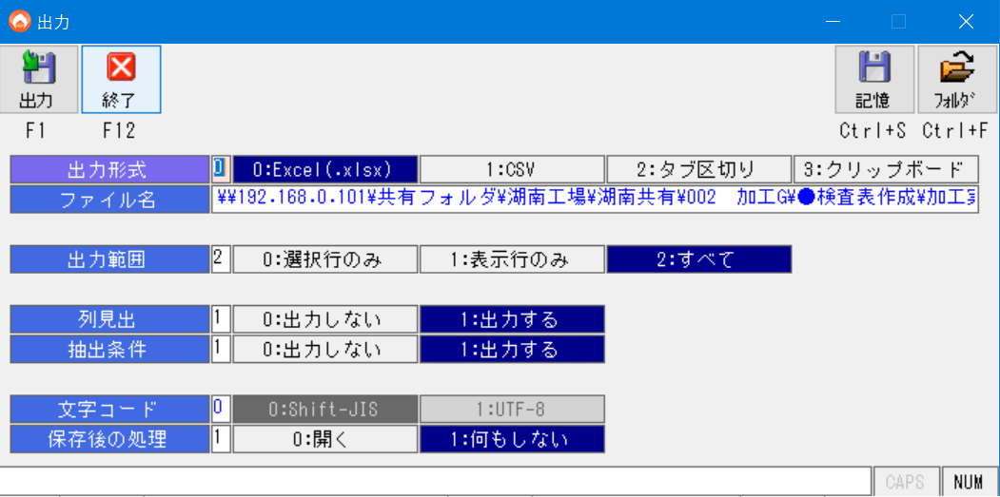 出力
出力 終了 記憶 ﾌｫﾙﾀﾞ
F1 F12 Ctrl+S Ctrl+F
出力形式 0 0:Excel(.xlsx) 1:CSV 2:タブ区切り 3:クリップボード
ファイル名 ¥¥192.168.0.101¥共有フォルダ¥湖南工場¥湖南共有¥002　加工G¥●検査表作成¥加工実
出力範囲 2 0:選択行のみ 1:表示行のみ 2:すべて
列見出 1 0:出力しない 1:出力する
抽出条件 1 0:出力しない 1:出力する
文字コード 0 0:Shift-JIS 1:UTF-8
保存後の処理 1 0:開く 1:何もしない
CAPS NUM